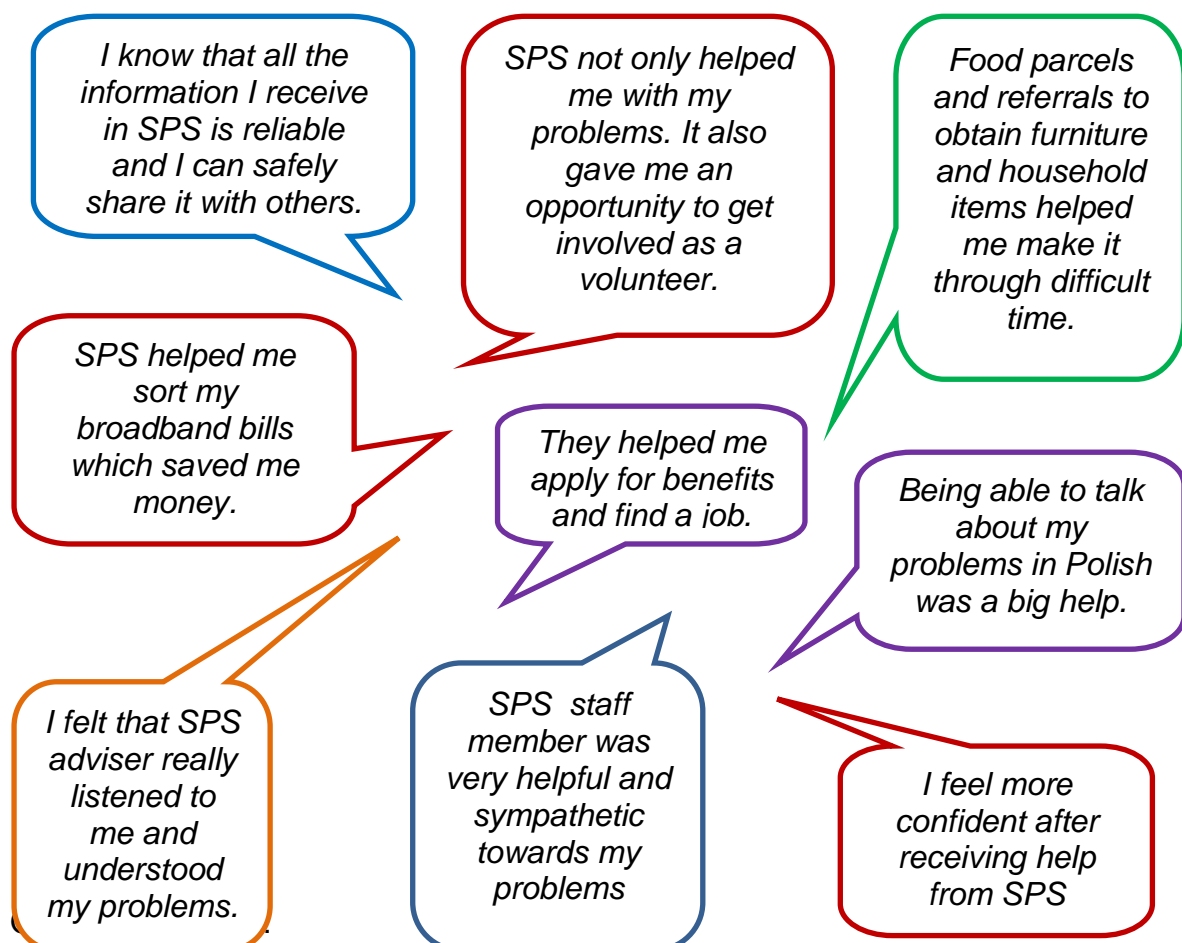 I know that all the
information I receive
in SPS is reliable
and I can safely
share it with others.
SPS not only helped
me with my
problems. It also
gave me an
opportunity to get
involved as a
volunteer.
Food parcels
and referrals to
obtain furniture
and household
items helped
me make it
through difficult
time.
SPS helped me
sort my
broadband bills
which saved me
money.
They helped me
apply for benefits
and find a job.
Being able to talk
about my
problems in Polish
was a big help.
I felt that SPS
adviser really
listened to
me and
understood
my problems.
SPS  staff
member was
very helpful and
sympathetic
towards my
problems
I feel more
confident after
receiving help
from SPS